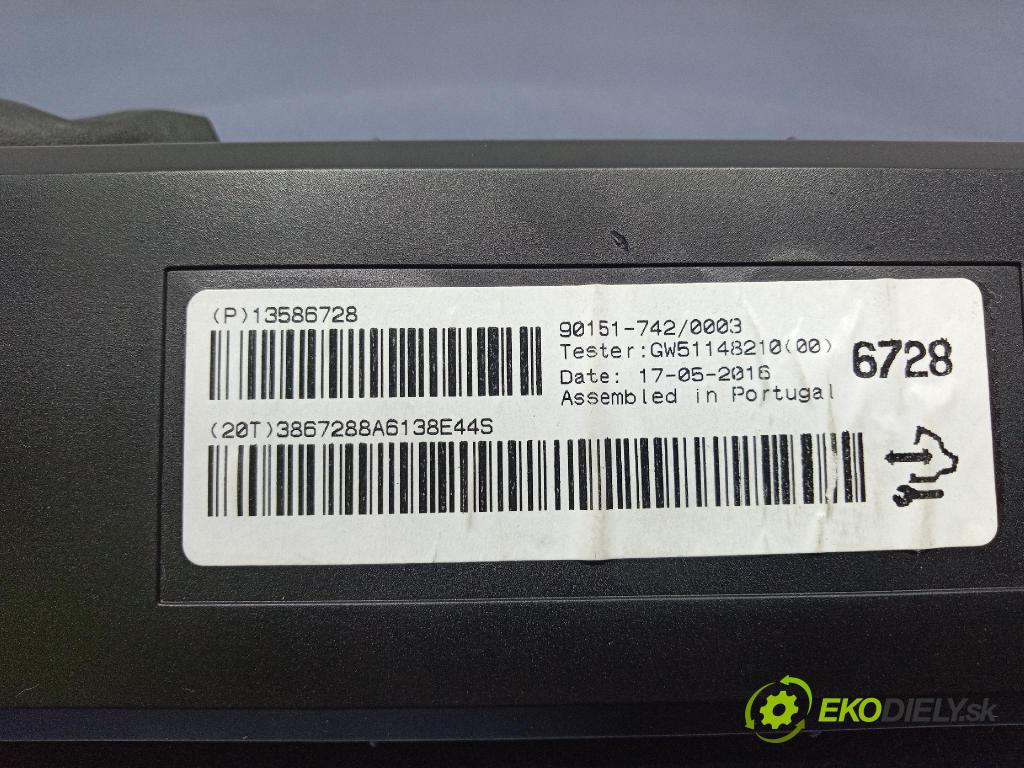 (P)13586728
90151-742/0003
Tester:GW51148210(00)
6728
Date: 17-05-2016
Assembled in Portugal
(20T)3867288A6138E44S
EKODIELY.sk